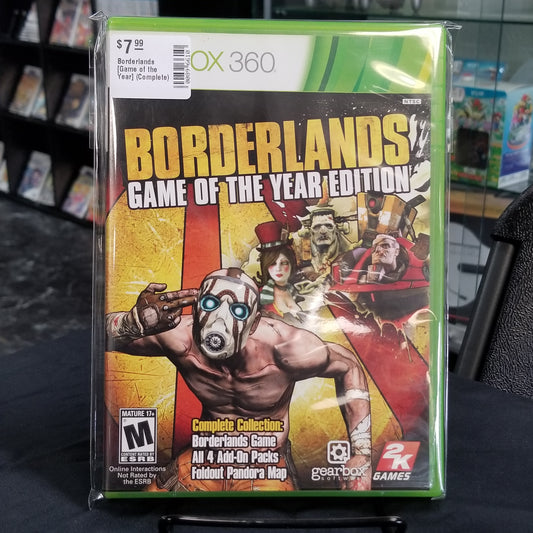 $7.99
Borderlands
[Game of the
Year] (Complete)
XBOX 360
NTSC
BORDERLANDS
GAME OF THE YEAR EDITION
MATURE 17+
M
CONTENT RATED BY
ESRB
Online Interactions
Not Rated by
the ESRB
Complete Collection:
Borderlands Game
All 4 Add-On Packs
Foldout Pandora Map
gearbox
software
2K
GAMES